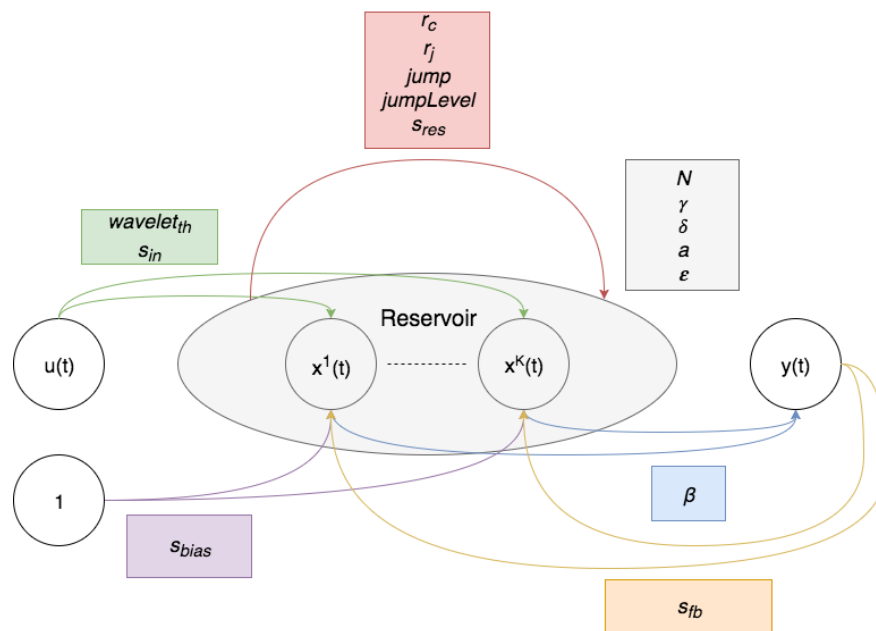 r_c
r_j
jump
jumpLevel
s_res
N
γ
δ
a
ε
wavelet_th
s_in
Reservoir
u(t)
x^1(t)
x^K(t)
y(t)
1
s_bias
β
s_fb